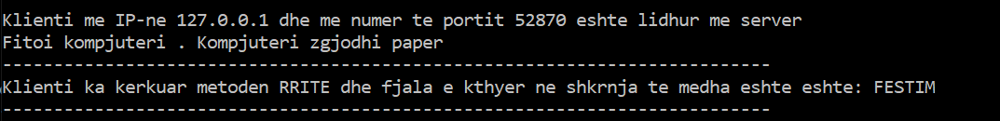 Klienti me IP-ne 127.0.0.1 dhe me numer te portit 52870 eshte lidhur me server
Fitoi kompjuteri . Kompjuteri zgjodhi paper
---------------------------------------------------------------------------
Klienti ka kerkuar metoden RRITE dhe fjala e kthyer ne shkrnja te medha eshte eshte: FESTIM
---------------------------------------------------------------------------